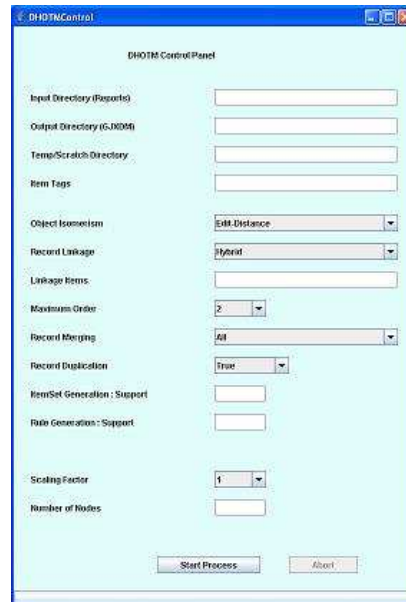 DHOTMControl
DHOTM Control Panel
Input Directory (Reports)
Output Directory (GJXDM)
Temp/Scratch Directory
Item Tags
Object Isomerism Edit-Distance
Record Linkage Hybrid
Linkage Items
Maximum Order 2
Record Merging All
Record Duplication True
ItemSet Generation : Support
Rule Generation : Support
Scaling Factor 1
Number of Nodes
Start Process Abort